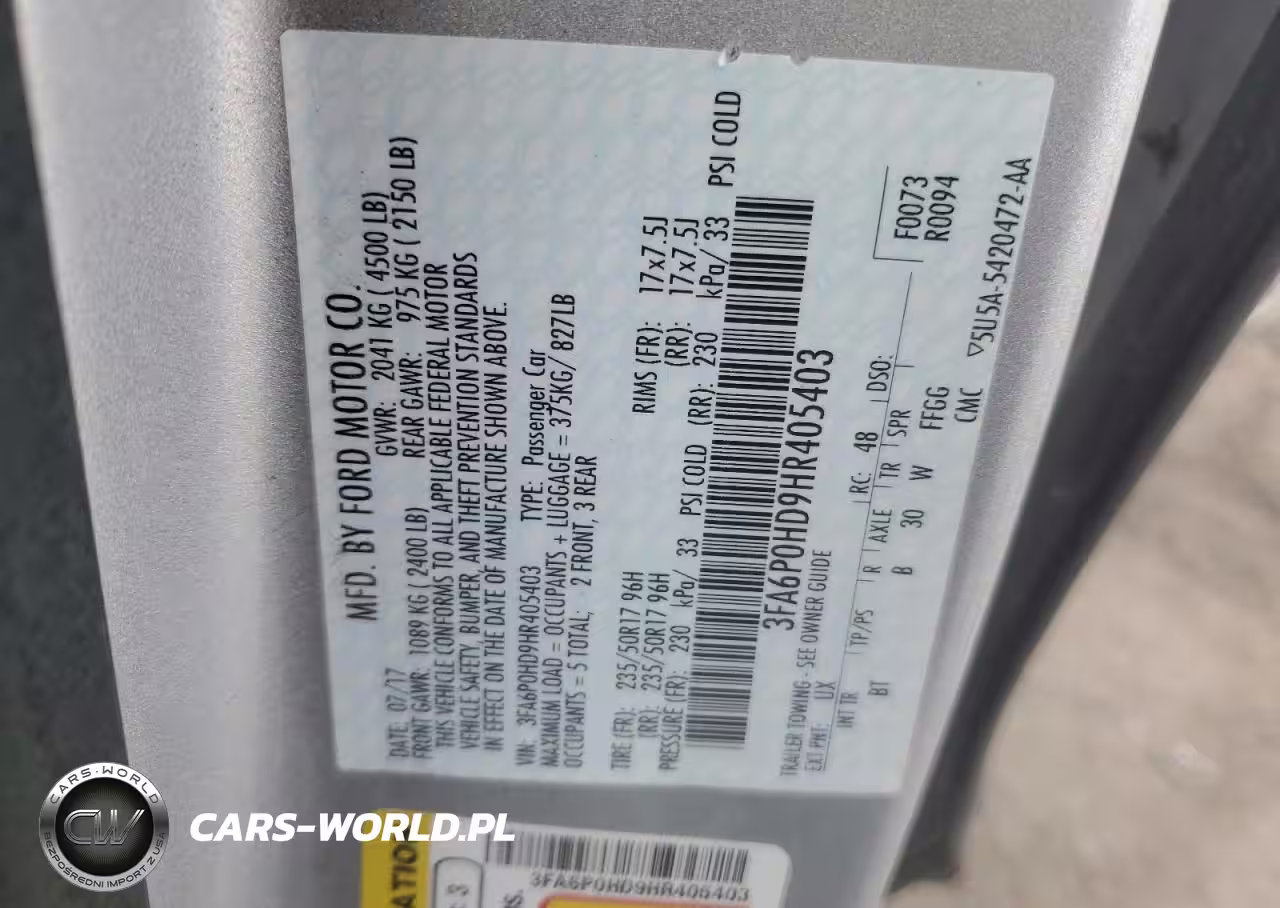 MFD. BY FORD MOTOR CO.
DATE: 07/17 GVWR: 2041 KG ( 4500 LB)
FRONT GAWR: 1089 KG ( 2400 LB) REAR GAWR: 975 KG ( 2150 LB)
THIS VEHICLE CONFORMS TO ALL APPLICABLE FEDERAL MOTOR
VEHICLE SAFETY, BUMPER, AND THEFT PREVENTION STANDARDS
IN EFFECT ON THE DATE OF MANUFACTURE SHOWN ABOVE.
VIN: 3FA6P0HD9HR405403 TYPE: Passenger Car
MAXIMUM LOAD = OCCUPANTS + LUGGAGE = 375KG/ 827LB
OCCUPANTS = 5 TOTAL; 2 FRONT, 3 REAR
TIRE (FR): 235/50R17 96H RIMS (FR): 17x7.5J
(RR): 235/50R17 96H (RR): 17x7.5J
PRESSURE (FR): 230 kPa/ 33 PSI COLD (RR): 230 kPa/ 33 PSI COLD
3FA6P0HD9HR405403
TRAILER TOWING - SEE OWNER GUIDE
EXT PNT: UX RC: 48 DSO:
F0073
R0094
INT TR TP/PS R AXLE TR SPR
BT B 30 W FFGG
CMC
▽5U5A-5420472-AA
3FA6P0HD9HR405403
CARS-WORLD
CW
BEZPOŚREDNI IMPORT Z USA
CARS-WORLD.PL